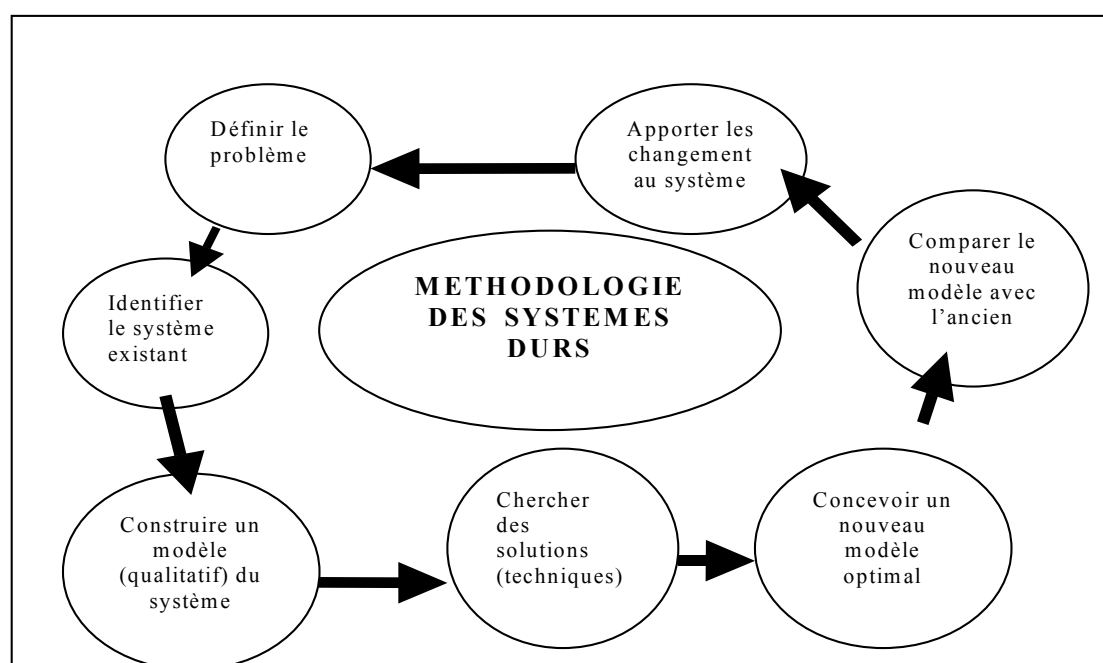 Définir le
problème
Apporter les
changement
au système
Comparer le
nouveau
modèle avec
l’ancien
METHODOLOGIE
DES SYSTEMES
DURS
Identifier
le système
existant
Construire un
modèle
(qualitatif) du
système
Chercher
des
solutions
(techniques)
Concevoir un
nouveau
modèle
optimal